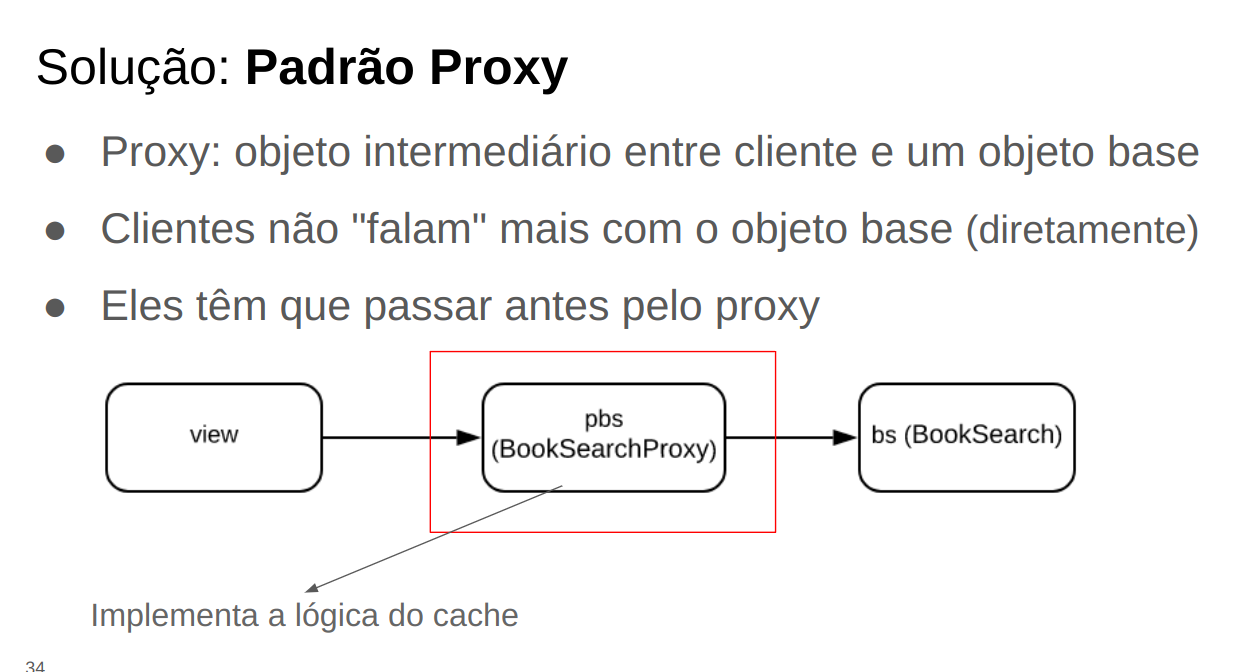 Solução: Padrão Proxy
● Proxy: objeto intermediário entre cliente e um objeto base
● Clientes não "falam" mais com o objeto base (diretamente)
● Eles têm que passar antes pelo proxy
view
pbs
(BookSearchProxy)
bs (BookSearch)
Implementa a lógica do cache
34